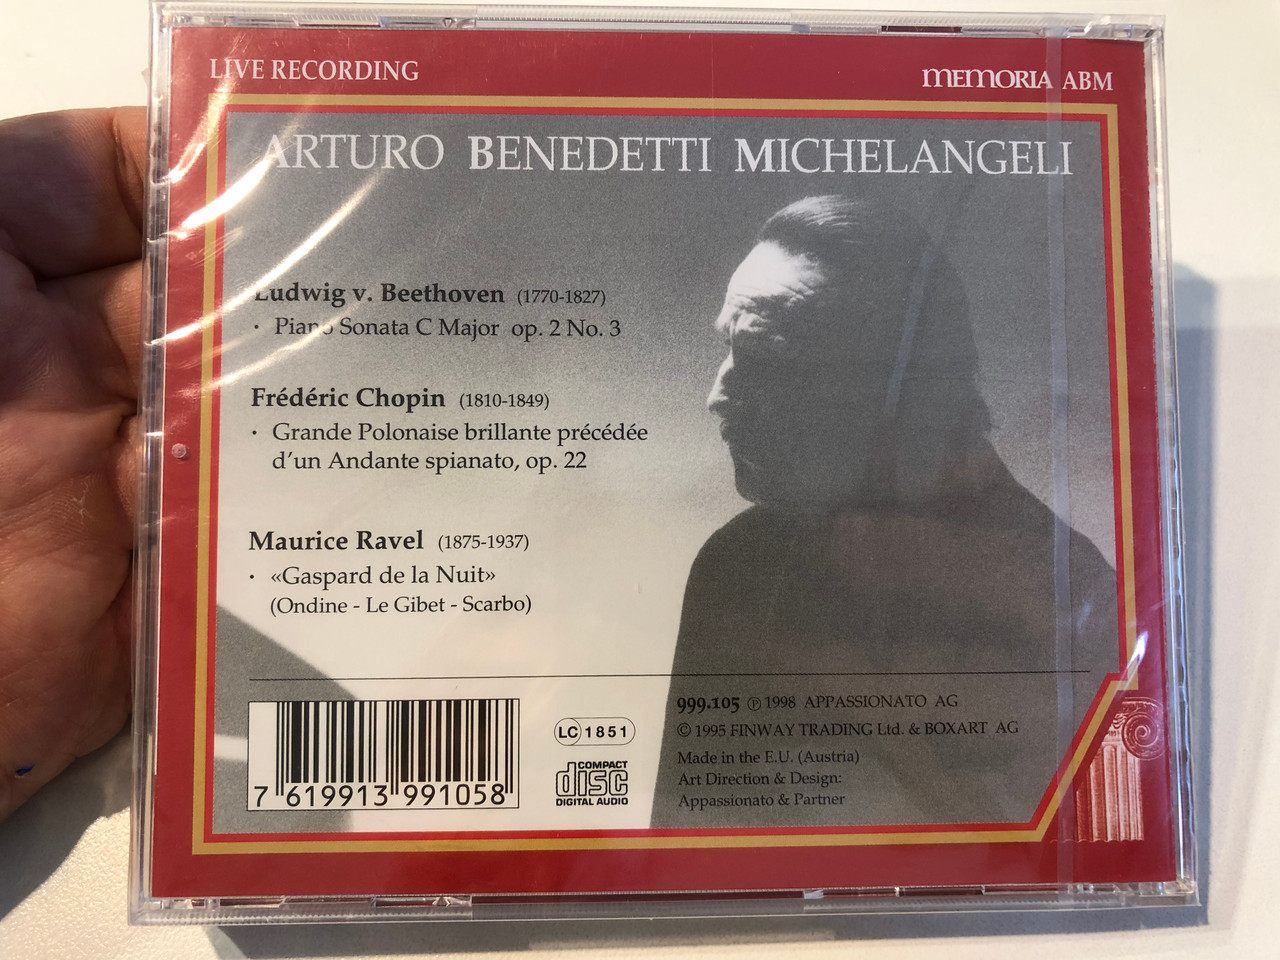 LIVE RECORDING
MEMORIA ABM
ARTURO BENEDETTI MICHELANGELI
Ludwig v. Beethoven (1770-1827)
· Piano Sonata C Major op. 2 No. 3
Frédéric Chopin (1810-1849)
· Grande Polonaise brillante précédée
d'un Andante spianato, op. 22
Maurice Ravel (1875-1937)
· «Gaspard de la Nuit»
(Ondine - Le Gibet - Scarbo)
7 619913 991058
LC 1851
COMPACT
disc
DIGITAL AUDIO
999.105 ℗ 1998 APPASSIONATO AG
© 1995 FINWAY TRADING Ltd. & BOXART AG
Made in the E.U. (Austria)
Art Direction & Design:
Appassionato & Partner